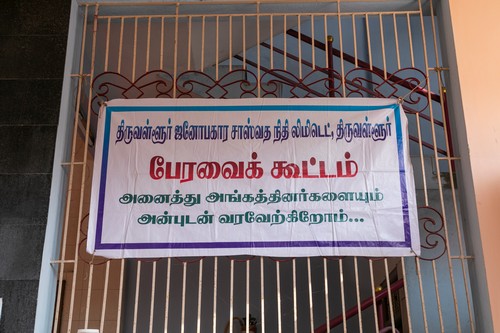 திருவள்ளூர் ஜனோபகார சாஸ்வத நிதி லிமிடெட், திருவள்ளூர்
பேரவைக் கூட்டம்
அனைத்து அங்கத்தினர்களையும்
அன்புடன் வரவேற்கிறோம்...